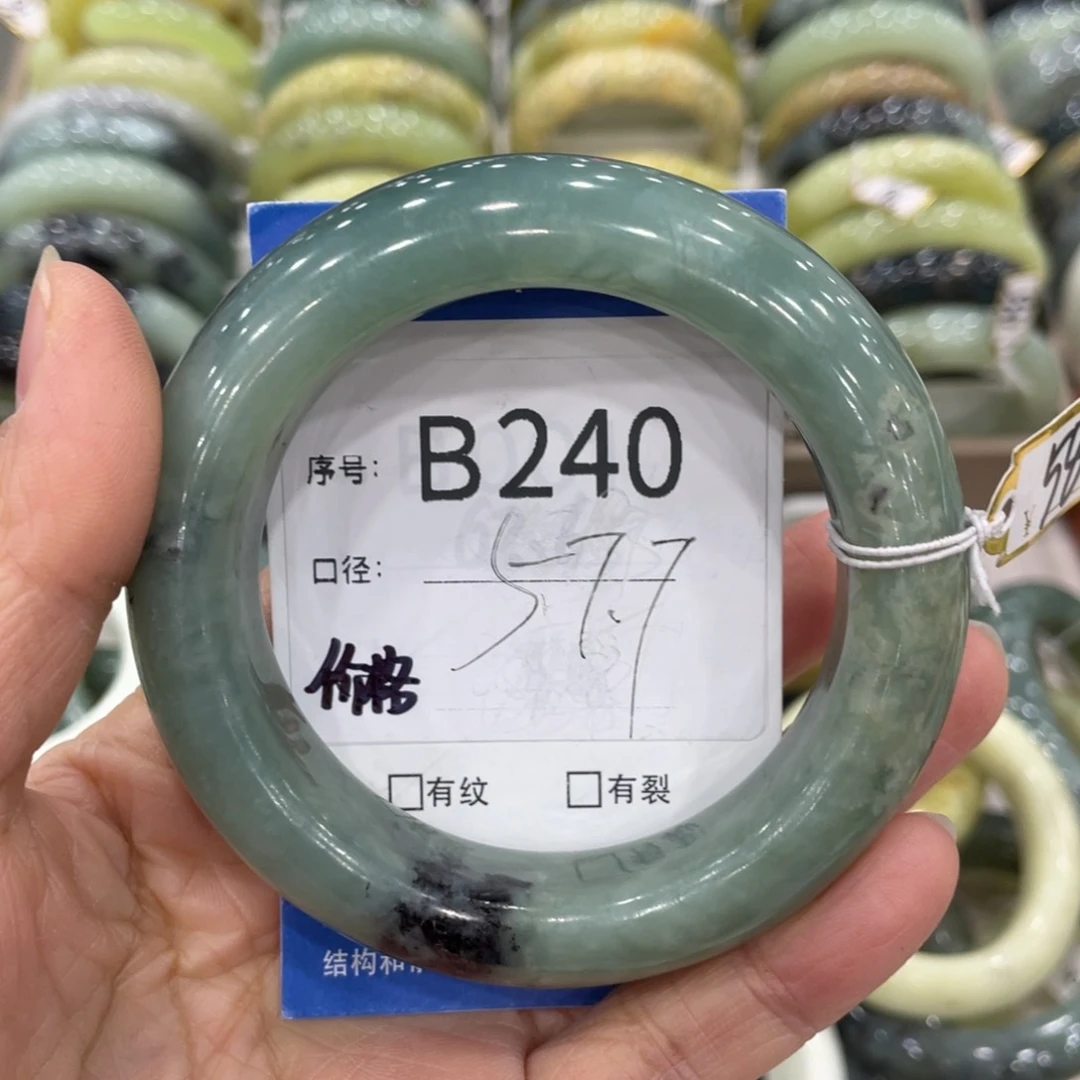 序号: B240
口径: 57.7
价格
□有纹 □有裂
结构和